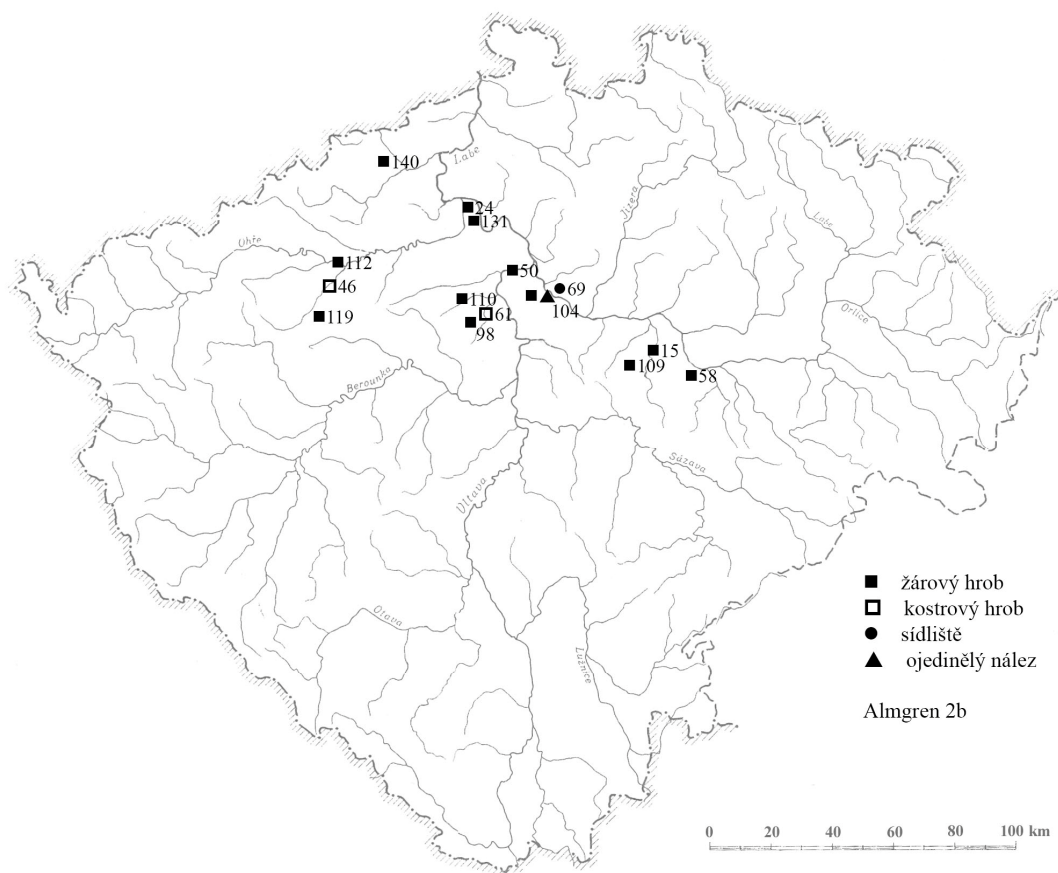 140
Labe
24
131
Jizera
Labe
Ohře
112
50
46
69
110
61
104
119
98
Orlice
15
109
58
Berounka
Sázava
Vltava
žárový hrob
kostrový hrob
sídliště
ojedinělý nález
Otava
Lužnice
Almgren 2b
0 20 40 60 80 100 km